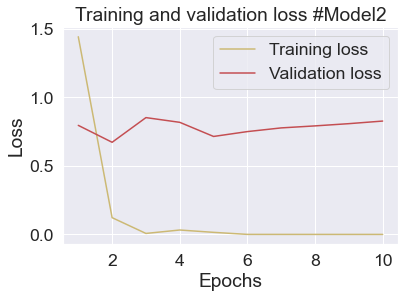 Training and validation loss #Model2
Training loss
Validation loss
1.5
1.0
0.5
0.0
Loss
2 4 6 8 10
Epochs